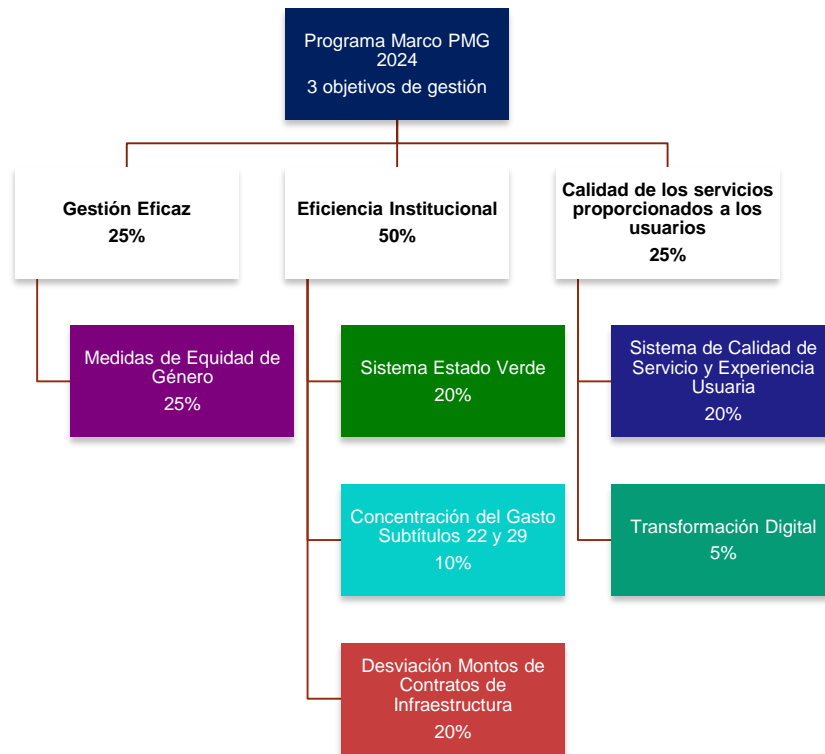 Programa Marco PMG
2024
3 objetivos de gestión
Gestión Eficaz
25%
Eficiencia Institucional
50%
Calidad de los servicios
proporcionados a los
usuarios
25%
Medidas de Equidad de
Género
25%
Sistema Estado Verde
20%
Sistema de Calidad de
Servicio y Experiencia
Usuaria
20%
Concentración del Gasto
Subtítulos 22 y 29
10%
Transformación Digital
5%
Desviación Montos de
Contratos de
Infraestructura
20%